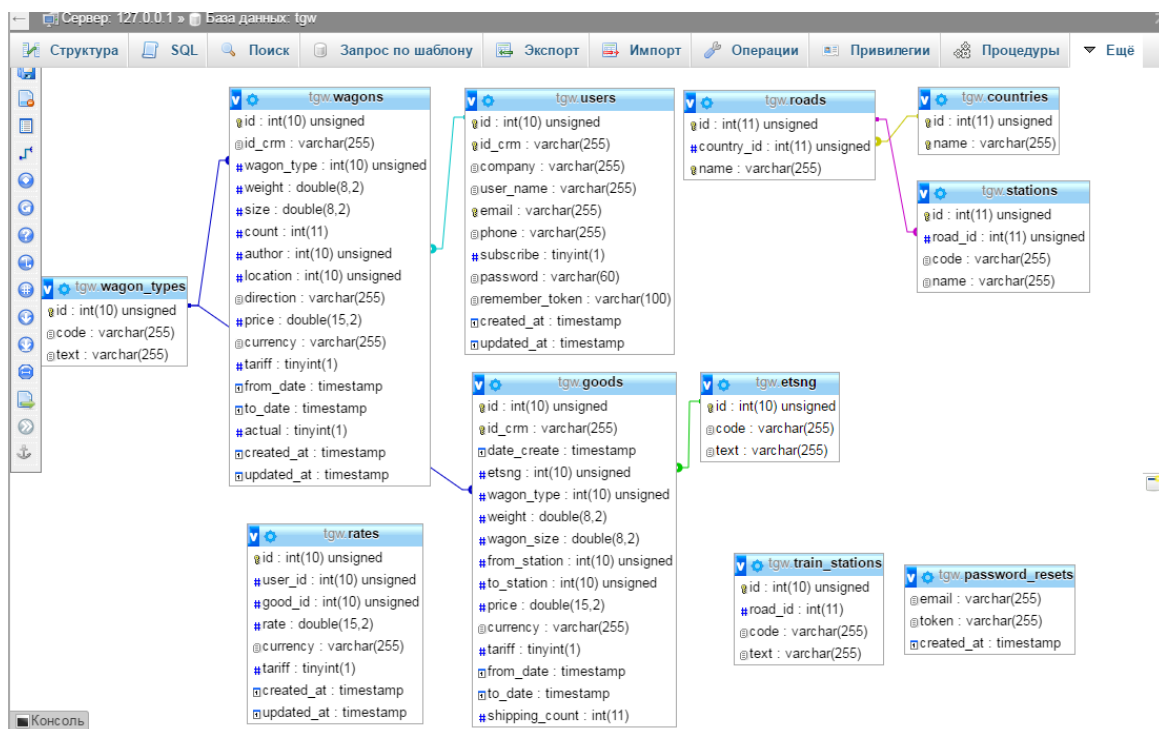 Сервер: 127.0.0.1 » База данных: tgw
Структура SQL Поиск Запрос по шаблону Экспорт Импорт Операции Привилегии Процедуры Ещё
tgw.wagons
id : int(10) unsigned
id_crm : varchar(255)
wagon_type : int(10) unsigned
weight : double(8,2)
size : double(8,2)
count : int(11)
author : int(10) unsigned
location : int(10) unsigned
direction : varchar(255)
price : double(15,2)
currency : varchar(255)
tariff : tinyint(1)
from_date : timestamp
to_date : timestamp
actual : tinyint(1)
created_at : timestamp
updated_at : timestamp
tgw.users
id : int(10) unsigned
id_crm : varchar(255)
company : varchar(255)
user_name : varchar(255)
email : varchar(255)
phone : varchar(255)
subscribe : tinyint(1)
password : varchar(60)
remember_token : varchar(100)
created_at : timestamp
updated_at : timestamp
tgw.roads
id : int(11) unsigned
country_id : int(11) unsigned
name : varchar(255)
tgw.countries
id : int(11) unsigned
name : varchar(255)
tgw.stations
id : int(11) unsigned
road_id : int(11) unsigned
code : varchar(255)
name : varchar(255)
tgw.wagon_types
id : int(10) unsigned
code : varchar(255)
text : varchar(255)
tgw.goods
id : int(10) unsigned
id_crm : varchar(255)
date_create : timestamp
etsng : int(10) unsigned
wagon_type : int(10) unsigned
weight : double(8,2)
wagon_size : double(8,2)
from_station : int(10) unsigned
to_station : int(10) unsigned
price : double(15,2)
currency : varchar(255)
tariff : tinyint(1)
from_date : timestamp
to_date : timestamp
shipping_count : int(11)
tgw.etsng
id : int(10) unsigned
code : varchar(255)
text : varchar(255)
tgw.rates
id : int(10) unsigned
user_id : int(10) unsigned
good_id : int(10) unsigned
rate : double(15,2)
currency : varchar(255)
tariff : tinyint(1)
created_at : timestamp
updated_at : timestamp
tgw.train_stations
id : int(10) unsigned
road_id : int(11)
code : varchar(255)
text : varchar(255)
tgw.password_resets
email : varchar(255)
token : varchar(255)
created_at : timestamp
Консоль